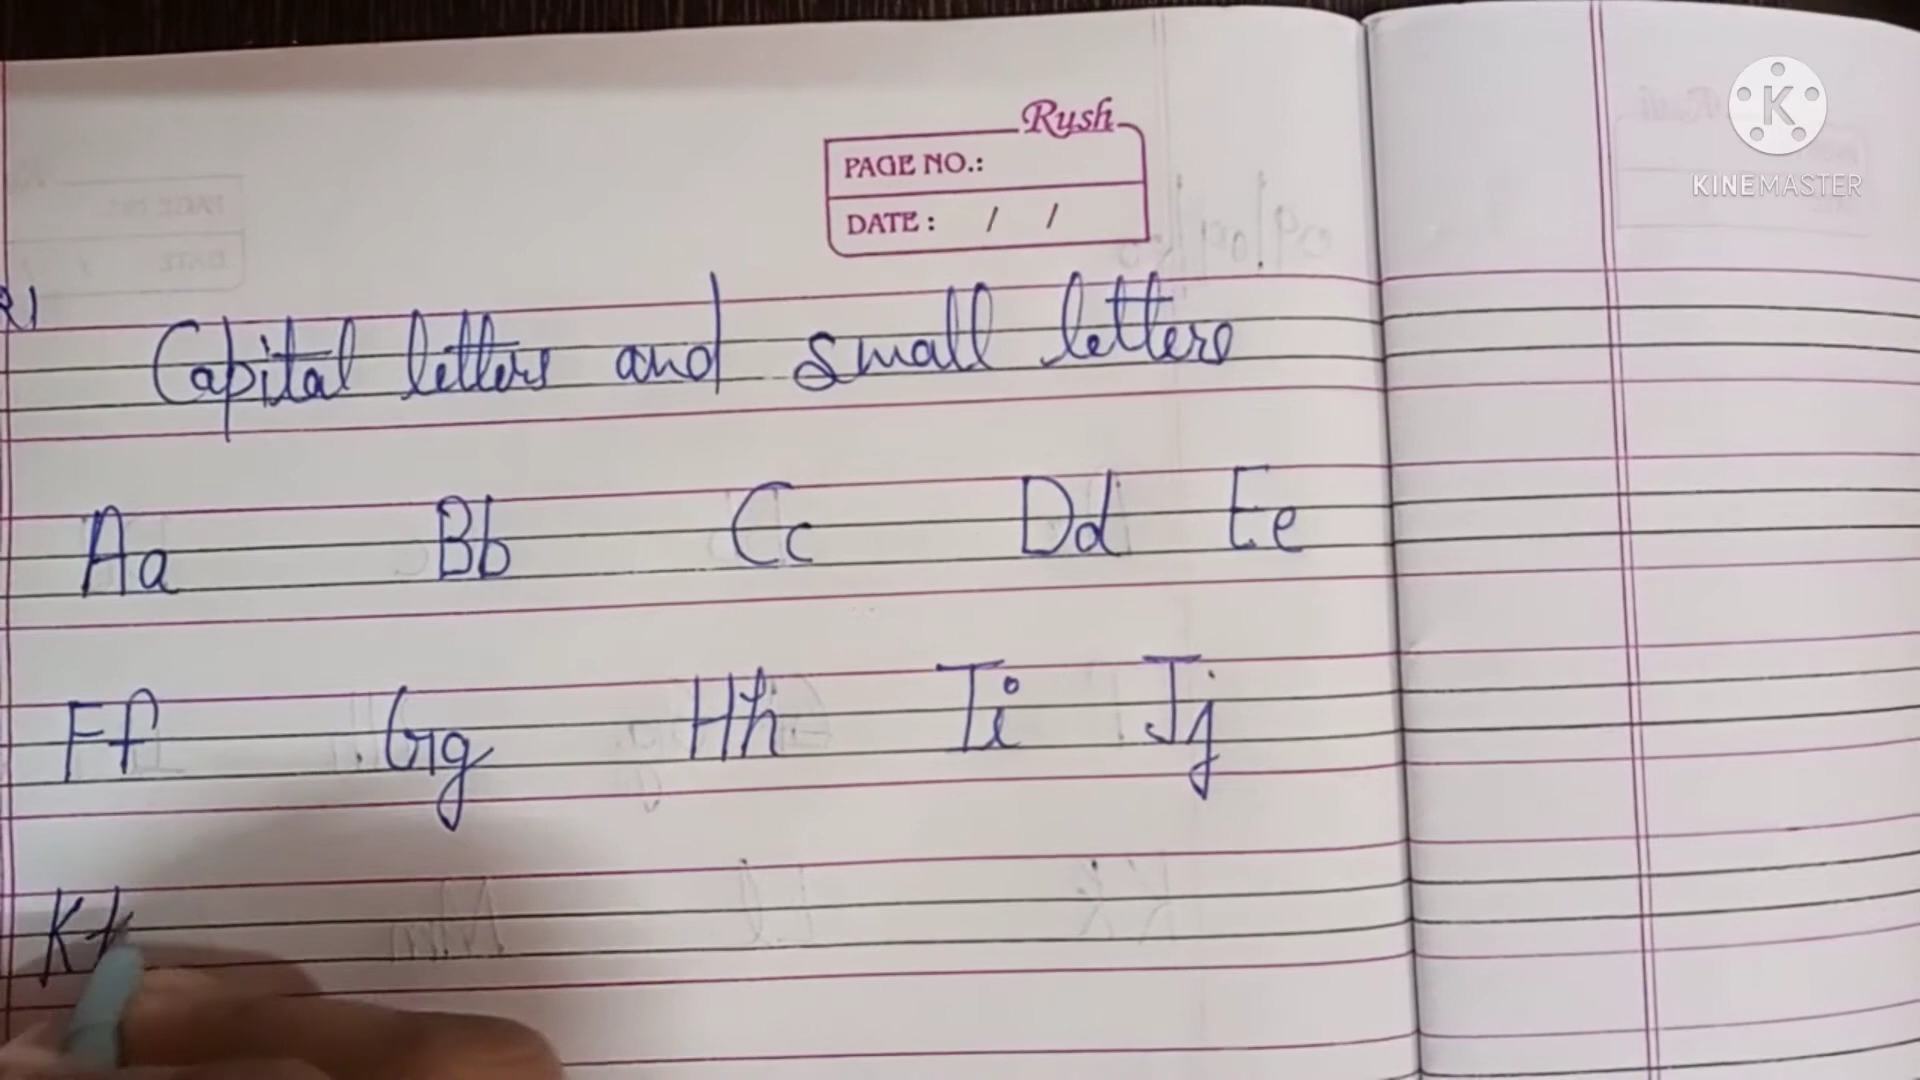 Rush
PAGE NO.:
DATE: / /
KINEMASTER
Capital letters and small letters
Aa Bb Cc Dd Ee
Ff Gg Hh Ii Jj
Kk